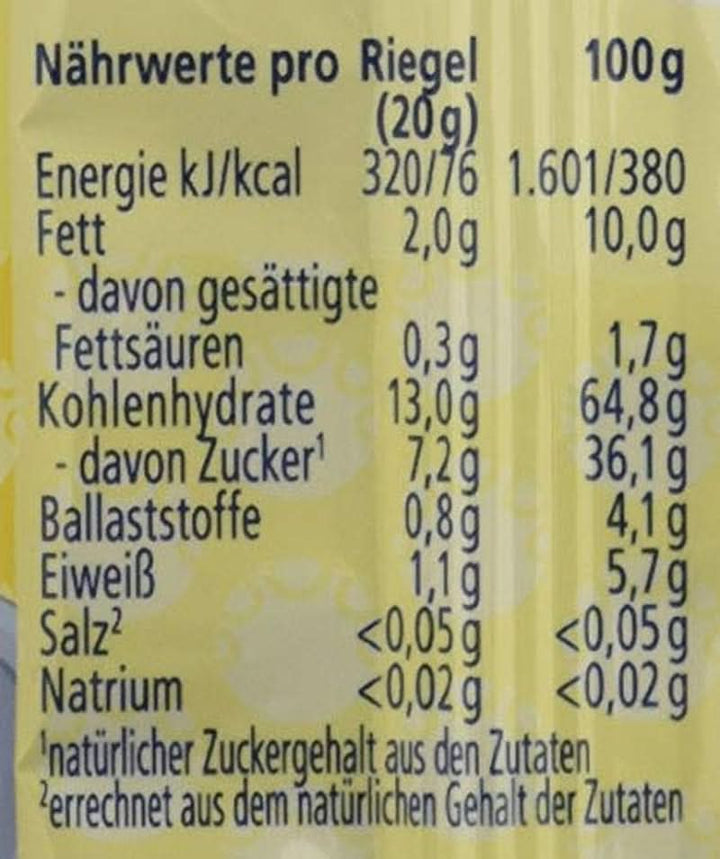 Nährwerte pro Riegel 100g
(20g)
Energie kJ/kcal 320/76 1.601/380
Fett 2,0g 10,0g
- davon gesättigte
Fettsäuren 0,3g 1,7g
Kohlenhydrate 13,0g 64,8g
- davon Zucker¹ 7,2g 36,1g
Ballaststoffe 0,8g 4,1g
Eiweiß 1,1g 5,7g
Salz² <0,05g <0,05g
Natrium <0,02g <0,02g
¹natürlicher Zuckergehalt aus den Zutaten
²errechnet aus dem natürlichen Gehalt der Zutaten